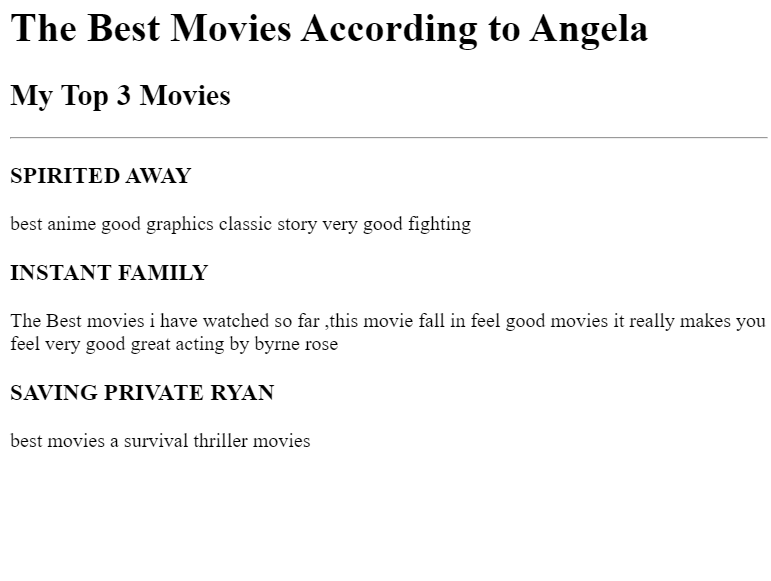 The Best Movies According to Angela
My Top 3 Movies
SPIRITED AWAY
best anime good graphics classic story very good fighting
INSTANT FAMILY
The Best movies i have watched so far ,this movie fall in feel good movies it really makes you
feel very good great acting by byrne rose
SAVING PRIVATE RYAN
best movies a survival thriller movies